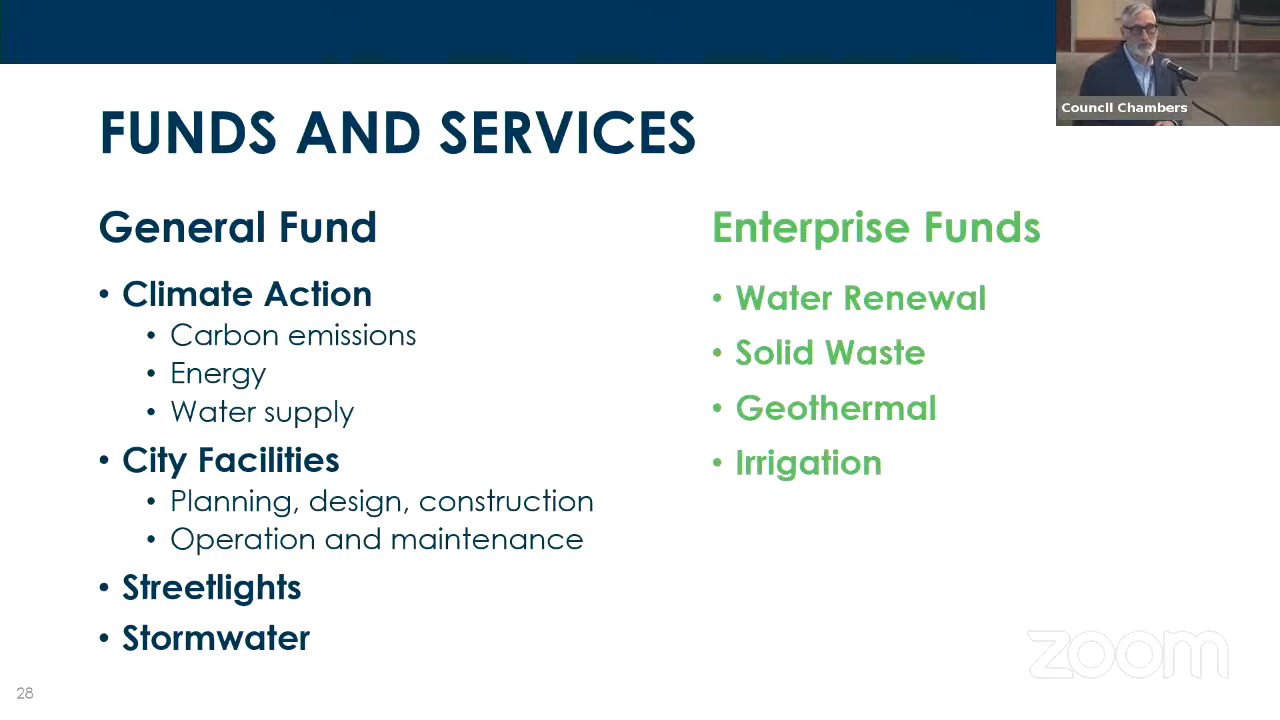 Council Chambers
FUNDS AND SERVICES
General Fund
• Climate Action
• Carbon emissions
• Energy
• Water supply
• City Facilities
• Planning, design, construction
• Operation and maintenance
• Streetlights
• Stormwater
Enterprise Funds
• Water Renewal
• Solid Waste
• Geothermal
• Irrigation
zoom
28